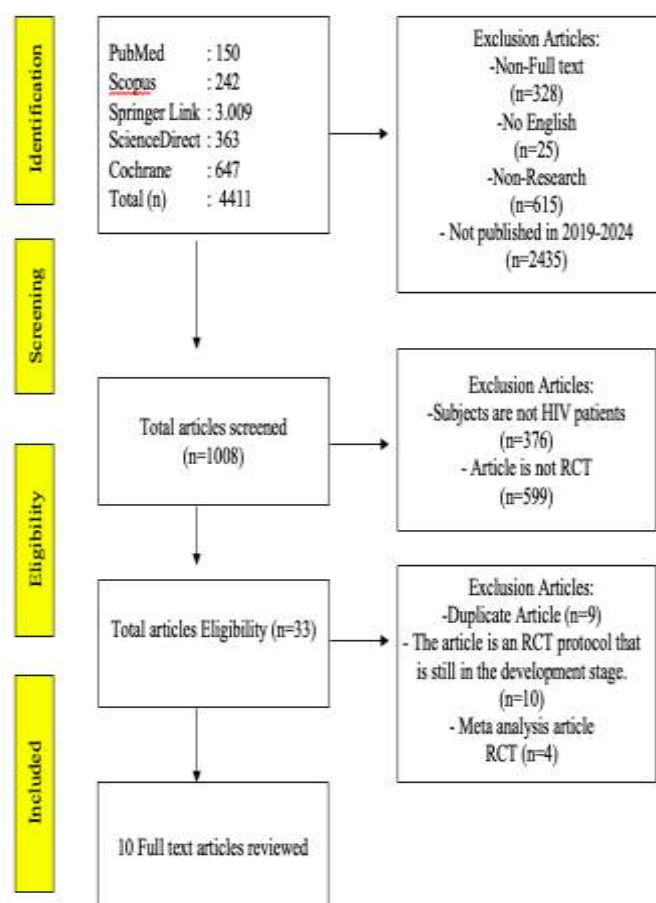 Identification
PubMed : 150
Scopus : 242
Springer Link : 3.009
ScienceDirect : 363
Cochrane : 647
Total (n) : 4411
Exclusion Articles:
-Non-Full text
(n=328)
-No English
(n=25)
-Non-Research
(n=615)
- Not published in 2019-2024
(n=2435)
Screening
Total articles screened
(n=1008)
Exclusion Articles:
-Subjects are not HIV patients
(n=376)
- Article is not RCT
(n=599)
Eligibility
Total articles Eligibility (n=33)
Exclusion Articles:
-Duplicate Article (n=9)
- The article is an RCT protocol that
is still in the development stage.
(n=10)
- Meta analysis article
RCT (n=4)
Included
10 Full text articles reviewed